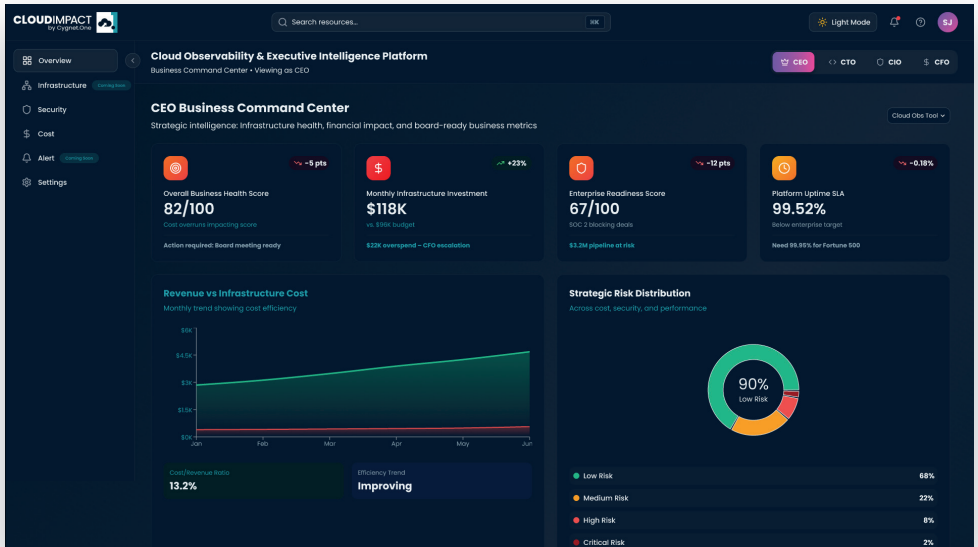 CLOUDIMPACT
by Cygnet.One
Search resources...
⌘K
Light Mode
SJ
Overview
Infrastructure
Coming Soon
Security
Cost
Alert
Coming Soon
Settings
Cloud Observability & Executive Intelligence Platform
Business Command Center • Viewing as CEO
CEO
CTO
CIO
$ CFO
CEO Business Command Center
Strategic intelligence: Infrastructure health, financial impact, and board-ready business metrics
Cloud Obs Tool
-5 pts
Overall Business Health Score
82/100
Cost overruns impacting score
Action required: Board meeting ready
+23%
Monthly Infrastructure Investment
$118K
vs. $96K budget
$22K overspend – CFO escalation
-12 pts
Enterprise Readiness Score
67/100
SOC 2 blocking deals
$3.2M pipeline at risk
-0.18%
Platform Uptime SLA
99.52%
Below enterprise target
Need 99.95% for Fortune 500
Revenue vs Infrastructure Cost
Monthly trend showing cost efficiency
$6K
$4.5K
$3K
$1.5K
$0K
Jan Feb Mar Apr May Jun
Cost/Revenue Ratio
13.2%
Efficiency Trend
Improving
Strategic Risk Distribution
Across cost, security, and performance
90%
Low Risk
Low Risk 68%
Medium Risk 22%
High Risk 8%
Critical Risk 2%